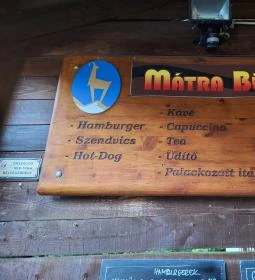 MÁTRA BÜ
- Hamburger
- Szendvics
- Hot-Dog
- Kávé
- Capuccino
- Tea
- Üdítő
- Palackozott ita
HAMBURGEREK